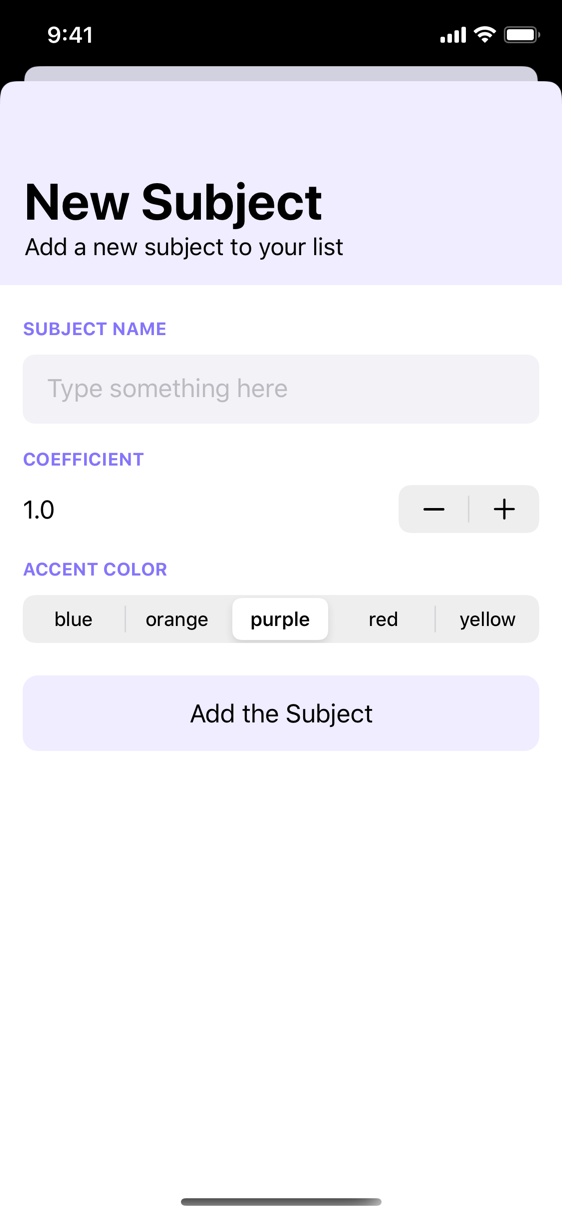 9:41
New Subject
Add a new subject to your list
SUBJECT NAME
Type something here
COEFFICIENT
1.0
ACCENT COLOR
blue orange purple red yellow
Add the Subject